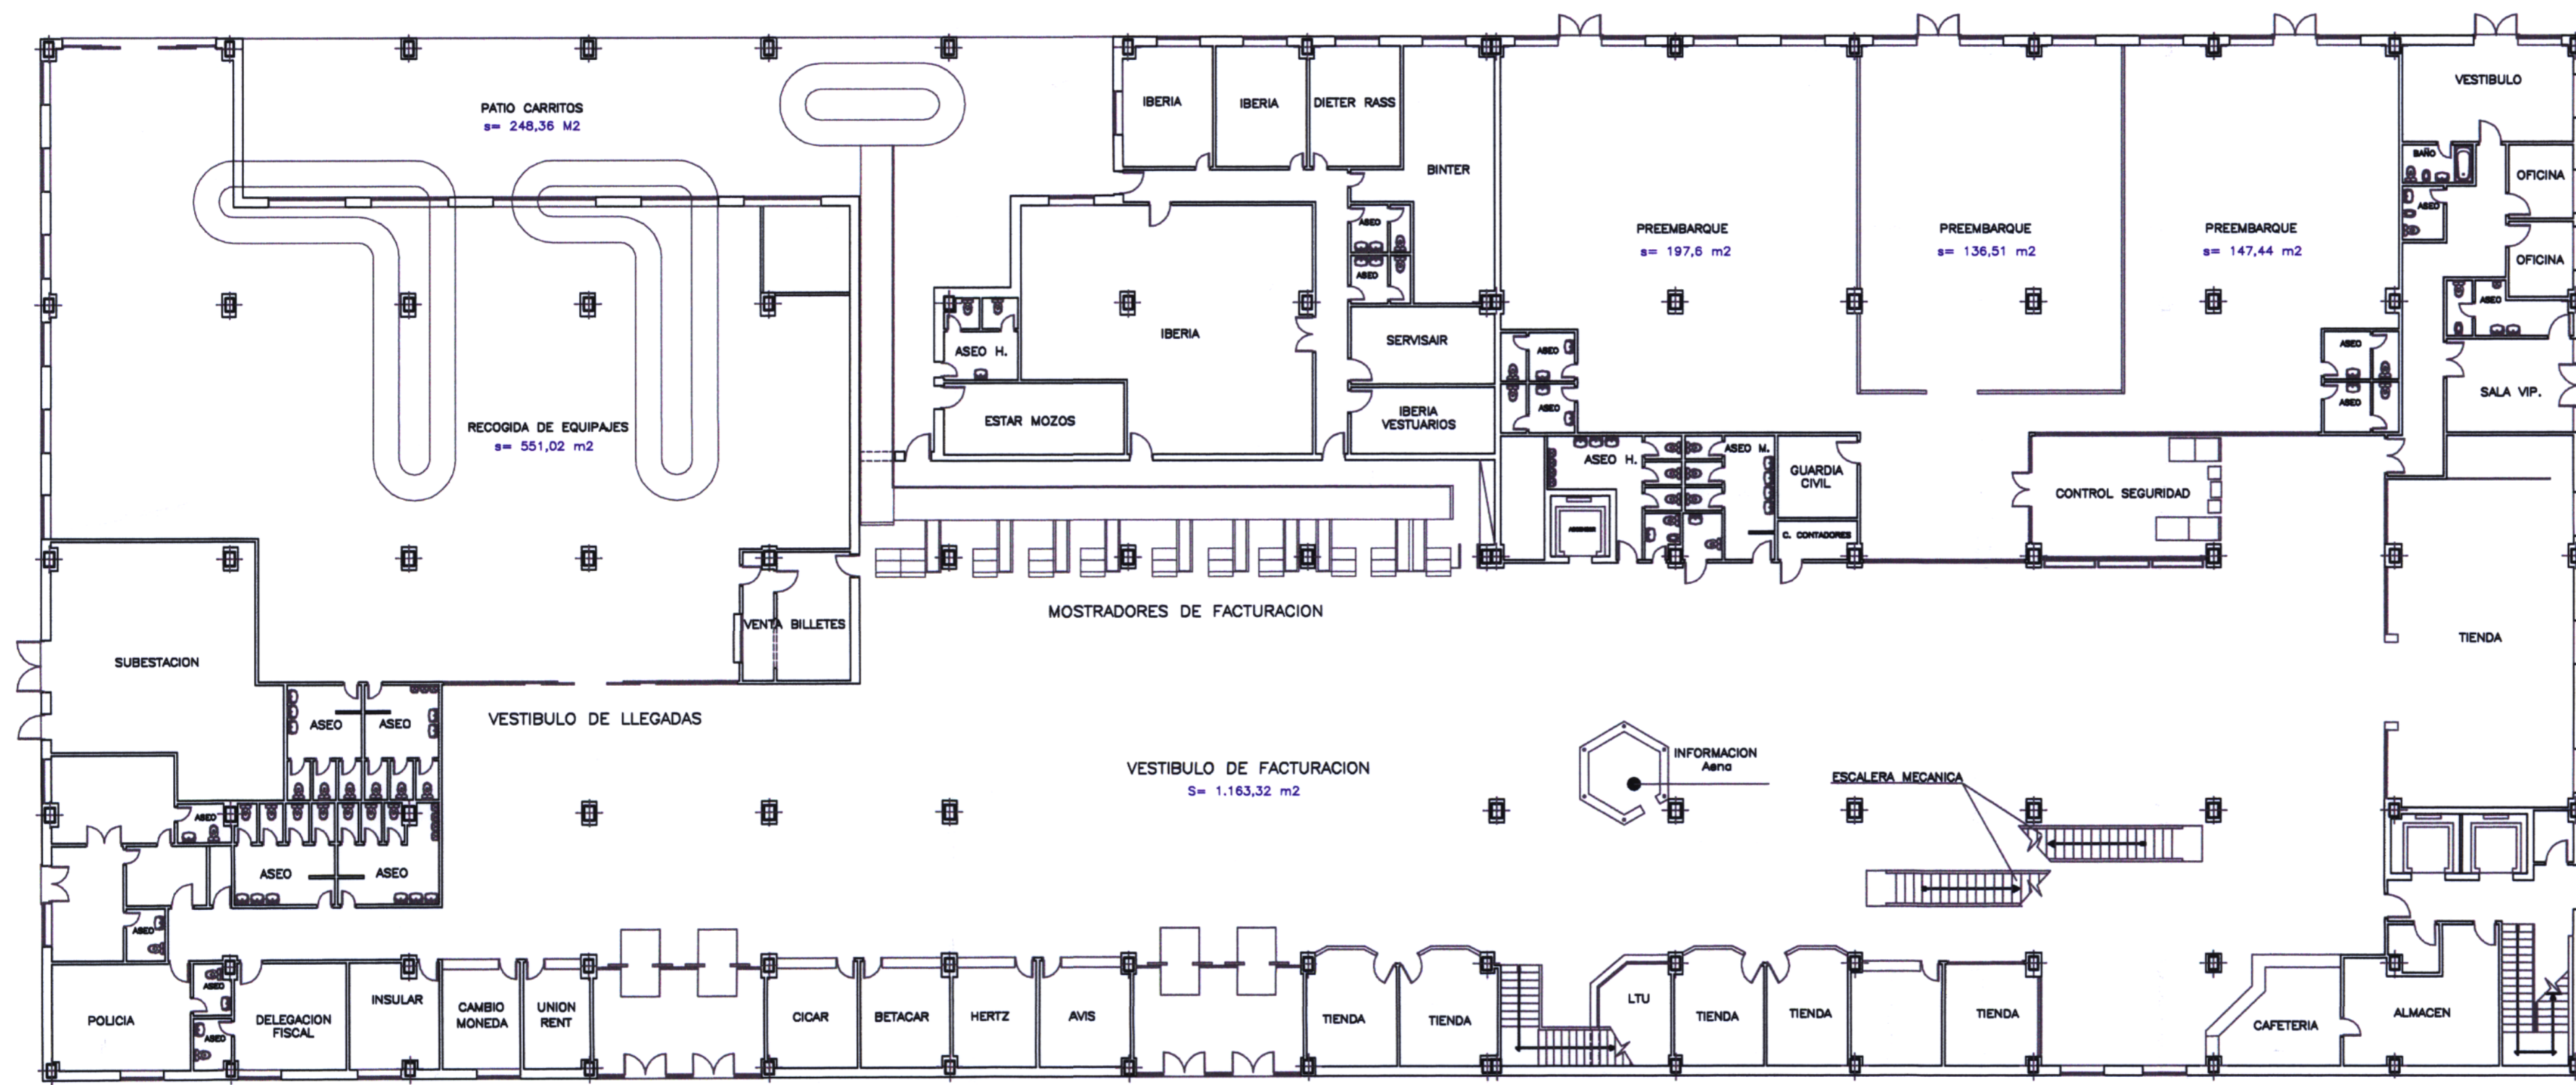 PATIO CARRITOS
s= 248,36 M2
IBERIA
IBERIA
DIETER RASS
BINTER
VESTIBULO
BAÑO
OFICINA
ASEO
OFICINA
ASEO
PREEMBARQUE
s= 197,6 m2
PREEMBARQUE
s= 136,51 m2
PREEMBARQUE
s= 147,44 m2
ASEO
ASEO
IBERIA
SERVISAIR
ASEO H.
ESTAR MOZOS
IBERIA
VESTUARIOS
ASEO
ASEO
ASEO
ASEO
SALA VIP.
RECOGIDA DE EQUIPAJES
s= 551,02 m2
ASEO H.
ASEO M.
GUARDIA
CIVIL
C. CONTADORES
CONTROL SEGURIDAD
MOSTRADORES DE FACTURACION
VENTA BILLETES
TIENDA
SUBESTACION
ASEO
ASEO
VESTIBULO DE LLEGADAS
VESTIBULO DE FACTURACION
S= 1.163,32 m2
INFORMACION
Aena
ESCALERA MECANICA
ASEO
ASEO
ASEO
ASEO
POLICIA
ASEO
ASEO
DELEGACION
FISCAL
INSULAR
CAMBIO
MONEDA
UNION
RENT
CICAR
BETACAR
HERTZ
AVIS
TIENDA
TIENDA
LTU
TIENDA
TIENDA
TIENDA
CAFETERIA
ALMACEN